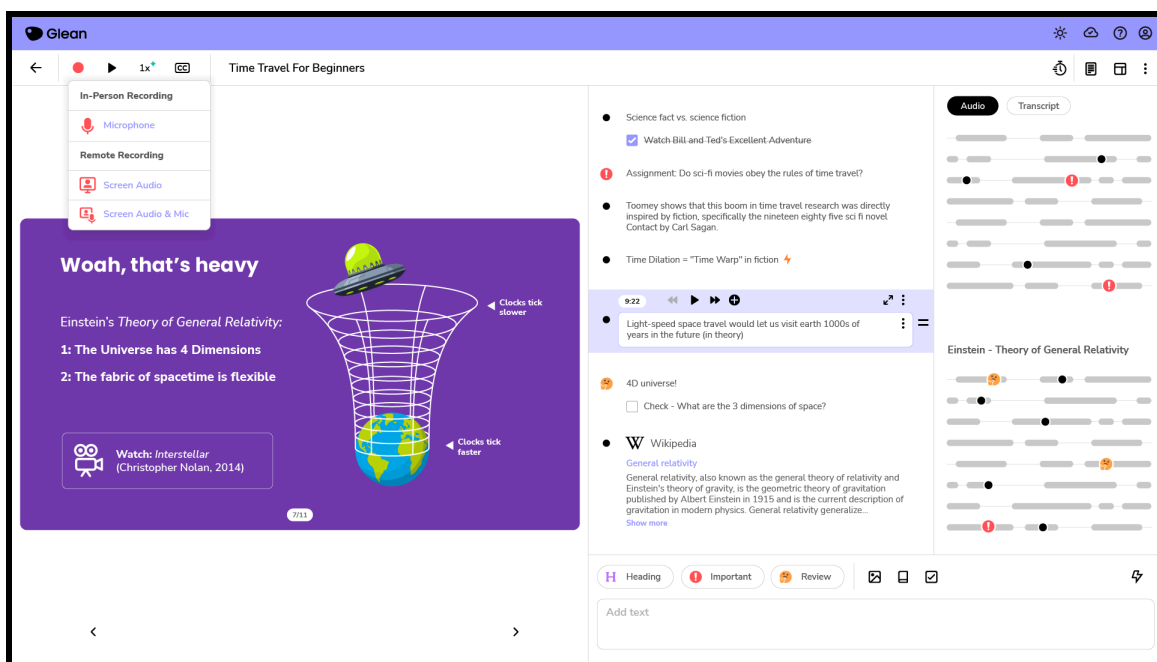 Glean
1x
CC
Time Travel For Beginners
In-Person Recording
Microphone
Remote Recording
Screen Audio
Screen Audio & Mic
Woah, that's heavy
Einstein's Theory of General Relativity:
1: The Universe has 4 Dimensions
2: The fabric of spacetime is flexible
Watch: Interstellar
(Christopher Nolan, 2014)
Clocks tick
slower
Clocks tick
faster
7/11
Science fact vs. science fiction
Watch Bill and Ted's Excellent Adventure
Assignment: Do sci-fi movies obey the rules of time travel?
Toomey shows that this boom in time travel research was directly
inspired by fiction, specifically the nineteen eighty five sci fi novel
Contact by Carl Sagan.
Time Dilation = "Time Warp" in fiction
9:22
Light-speed space travel would let us visit earth 1000s of
years in the future (in theory)
4D universe!
Check - What are the 3 dimensions of space?
W Wikipedia
General relativity
General relativity, also known as the general theory of relativity and
Einstein's theory of gravity, is the geometric theory of gravitation
published by Albert Einstein in 1915 and is the current description of
gravitation in modern physics. General relativity generalize...
Show more
H Heading
Important
Review
Add text
Audio
Transcript
Einstein - Theory of General Relativity